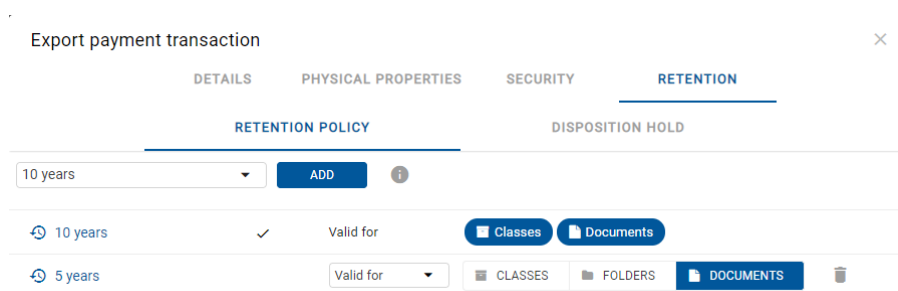 Export payment transaction
DETAILS PHYSICAL PROPERTIES SECURITY RETENTION
RETENTION POLICY DISPOSITION HOLD
10 years ADD
10 years Valid for Classes Documents
5 years Valid for CLASSES FOLDERS DOCUMENTS